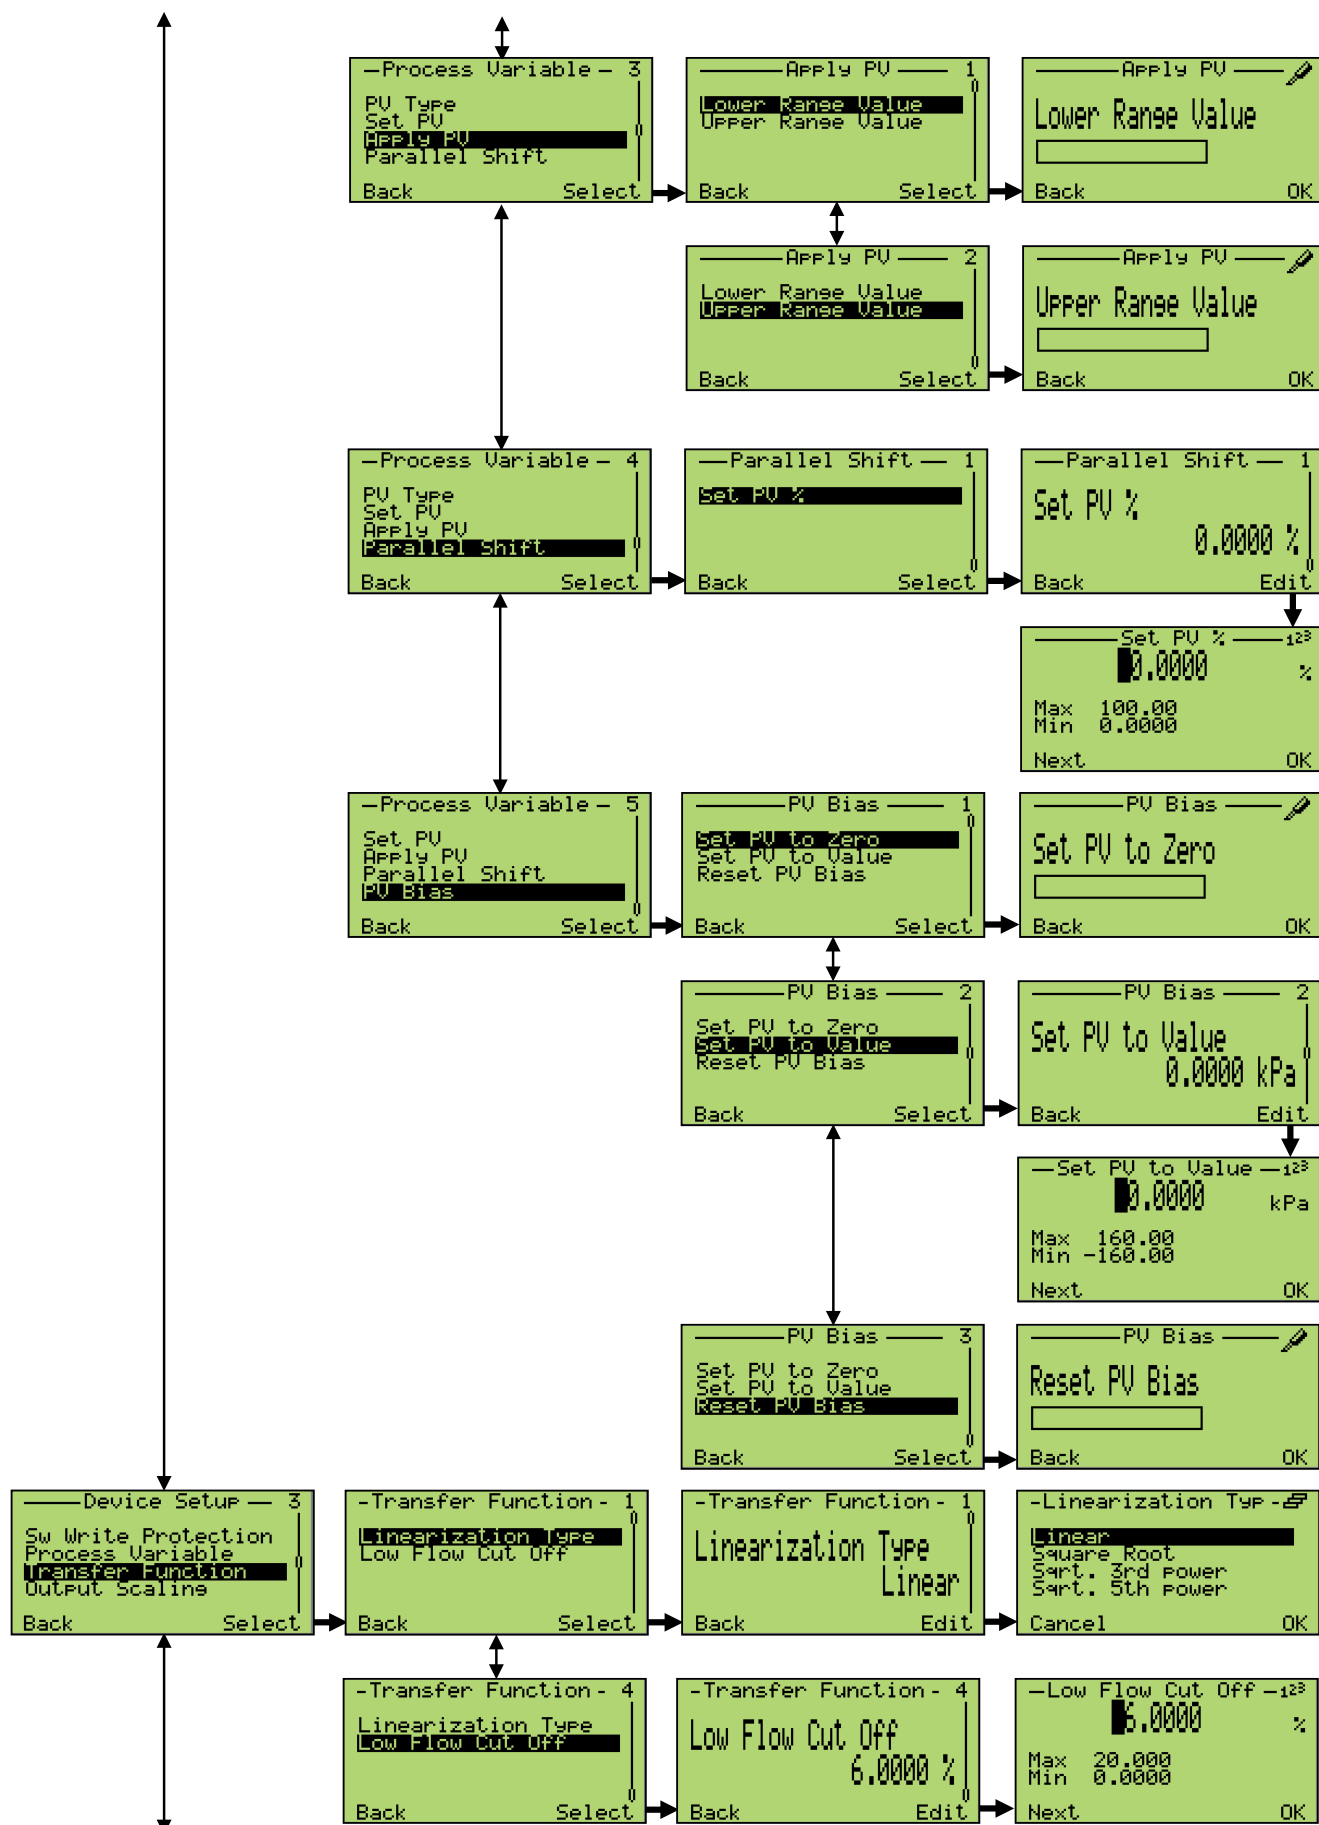 Process Variable 3
PV Type
Set PV
Apply PV
Parallel Shift
Back Select
Apply PV 1
Lower Range Value
Upper Range Value
Back Select
Apply PV
Lower Range Value
Back OK
Apply PV 2
Lower Range Value
Upper Range Value
Back Select
Apply PV
Upper Range Value
Back OK
Process Variable 4
PV Type
Set PV
Apply PV
Parallel Shift
Back Select
Parallel Shift 1
Set PV %
Back Select
Parallel Shift 1
Set PV %
0.0000 %
Back Edit
Set PV % 123
0.0000 %
Max 100.00
Min 0.0000
Next OK
Process Variable 5
Set PV
Apply PV
Parallel Shift
PV Bias
Back Select
PV Bias 1
Set PV to Zero
Set PV to Value
Reset PV Bias
Back Select
PV Bias
Set PV to Zero
Back OK
PV Bias 2
Set PV to Zero
Set PV to Value
Reset PV Bias
Back Select
PV Bias 2
Set PV to Value
0.0000 kPa
Back Edit
Set PV to Value 123
0.0000 kPa
Max 160.00
Min -160.00
Next OK
PV Bias 3
Set PV to Zero
Set PV to Value
Reset PV Bias
Back Select
PV Bias
Reset PV Bias
Back OK
Device Setup 3
Sw Write Protection
Process Variable
Transfer Function
Output Scaling
Back Select
-Transfer Function- 1
Linearization Type
Low Flow Cut Off
Back Select
-Transfer Function- 1
Linearization Type
Linear
Back Edit
-Linearization Typ-
Linear
Square Root
Sqrt. 3rd power
Sqrt. 5th power
Cancel OK
-Transfer Function- 4
Linearization Type
Low Flow Cut Off
Back Select
-Transfer Function- 4
Low Flow Cut Off
6.0000 %
Back Edit
Low Flow Cut Off 123
6.0000 %
Max 20.000
Min 0.0000
Next OK